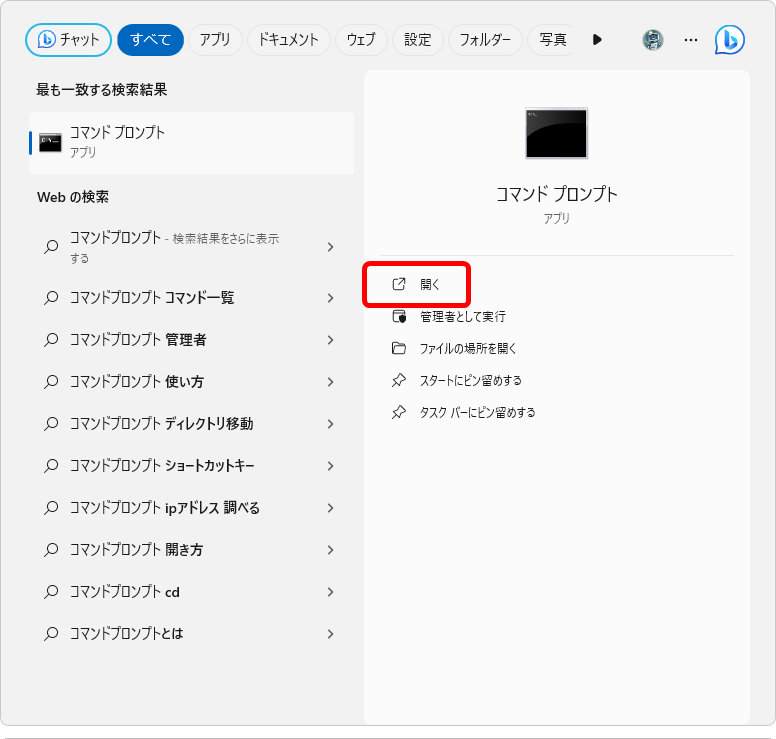 チャット
すべて
アプリ
ドキュメント
ウェブ
設定
フォルダー
写真
最も一致する検索結果
コマンド プロンプト
アプリ
Web の検索
コマンドプロンプト - 検索結果をさらに表示
する
コマンドプロンプト コマンド一覧
コマンドプロンプト 管理者
コマンドプロンプト 使い方
コマンドプロンプト ディレクトリ移動
コマンドプロンプト ショートカットキー
コマンドプロンプト ipアドレス 調べる
コマンドプロンプト 開き方
コマンドプロンプト cd
コマンドプロンプトとは
コマンド プロンプト
アプリ
開く
管理者として実行
ファイルの場所を開く
スタートにピン留めする
タスク バーにピン留めする